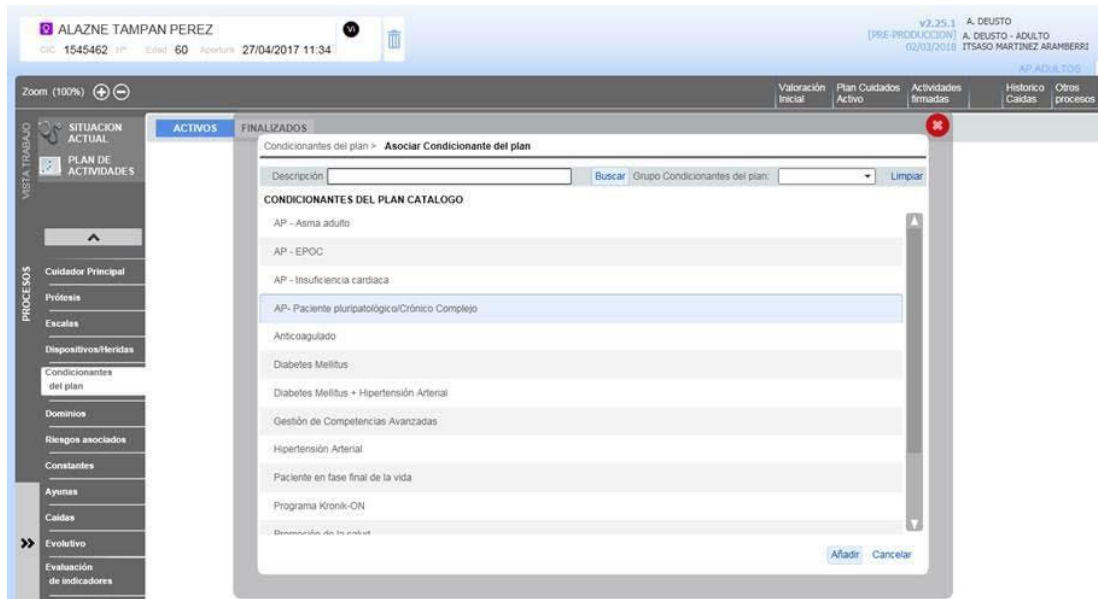 ALAZNE TAMPAN PEREZ
Vi
CIC 1545462 Nº Edad 60 Apertura 27/04/2017 11:34
v2.25.1 A. DEUSTO
[PRE-PRODUCCION] A. DEUSTO - ADULTO
02/03/2018 ITSASO MARTINEZ ARAMBERRI
AP ADULTOS
Zoom (100%)
Valoración Inicial
Plan Cuidados Activo
Actividades firmadas
Historico Caidas
Otros procesos
VISTA TRABAJO
SITUACION
ACTUAL
PLAN DE
ACTIVIDADES
PROCESOS
Cuidador Principal
Prótesis
Escalas
Dispositivos/Heridas
Condicionantes
del plan
Dominios
Riesgos asociados
Constantes
Ayunas
Caidas
Evolutivo
Evaluación
de indicadores
ACTIVOS FINALIZADOS
Condicionantes del plan > Asociar Condicionante del plan
Descripción Buscar Grupo Condicionantes del plan: Limpiar
CONDICIONANTES DEL PLAN CATALOGO
AP - Asma adulto
AP - EPOC
AP - Insuficiencia cardiaca
AP- Paciente pluripatológico/Crónico Complejo
Anticoagulado
Diabetes Mellitus
Diabetes Mellitus + Hipertensión Arterial
Gestión de Competencias Avanzadas
Hipertensión Arterial
Paciente en fase final de la vida
Programa Kronik-ON
Promoción de la salud
Añadir Cancelar